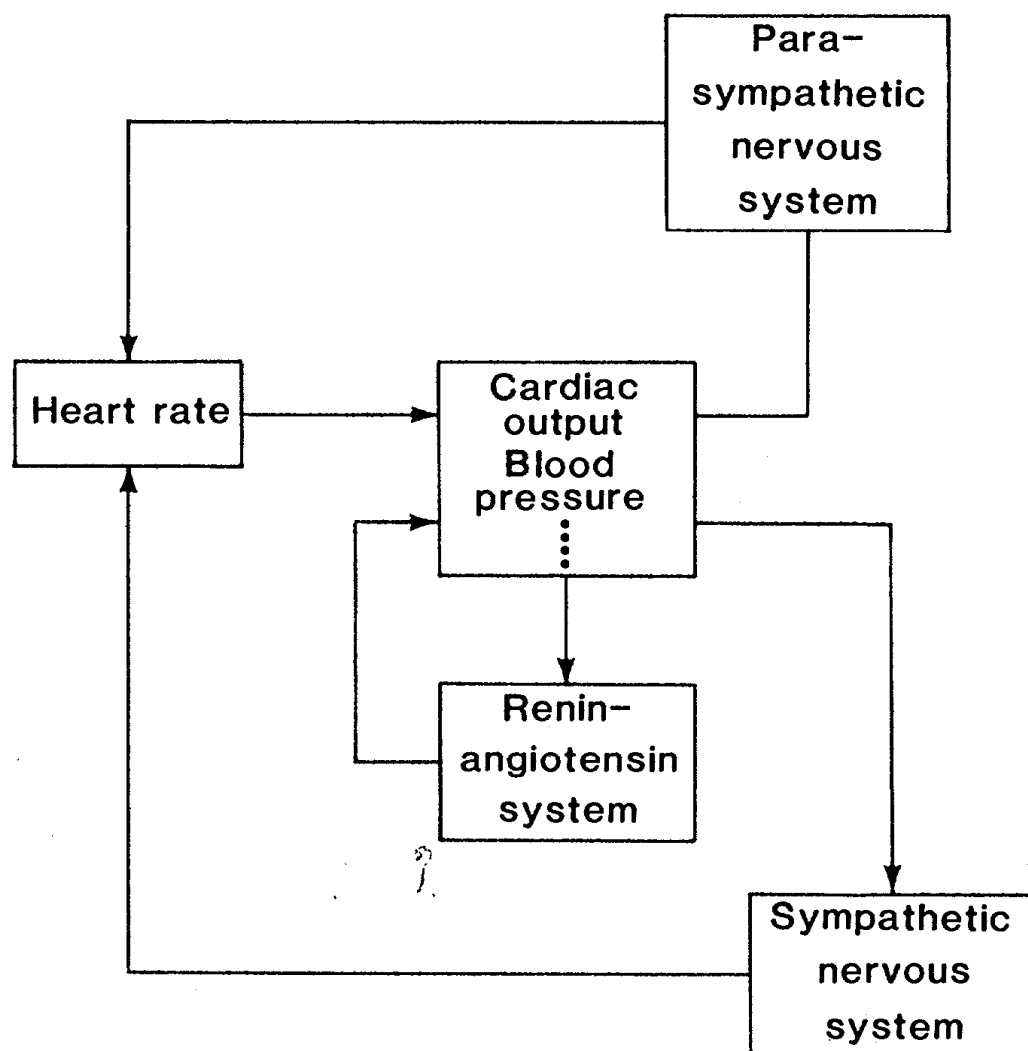 Para-
sympathetic
nervous
system
Heart rate
Cardiac
output
Blood
pressure
Renin-
angiotensin
system
Sympathetic
nervous
system